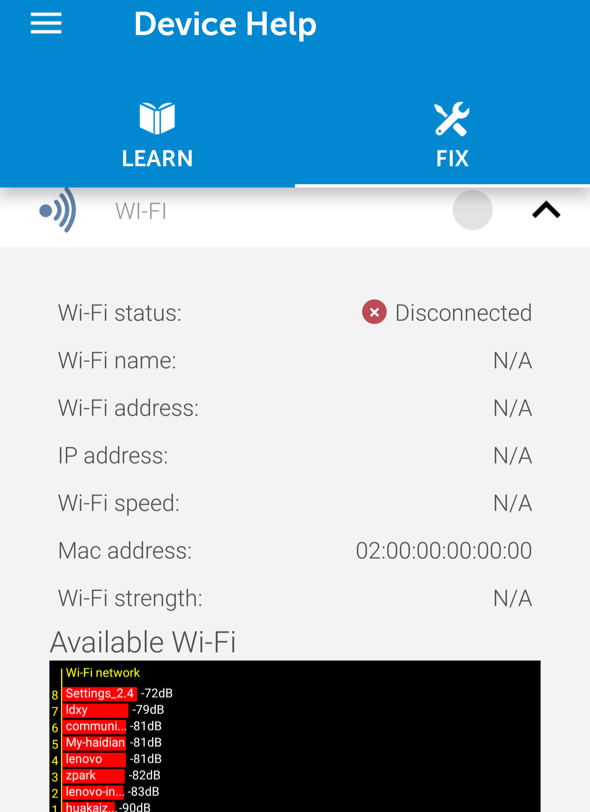 Device Help
LEARN
FIX
WI-FI
Wi-Fi status: Disconnected
Wi-Fi name: N/A
Wi-Fi address: N/A
IP address: N/A
Wi-Fi speed: N/A
Mac address: 02:00:00:00:00:00
Wi-Fi strength: N/A
Available Wi-Fi
Wi-Fi network
8 Settings_2.4 -72dB
7 ldxy -79dB
6 communi... -81dB
5 My-haidian -81dB
4 lenovo -81dB
3 zpark -82dB
2 lenovo-in... -83dB
1 huakaiz... -90dB